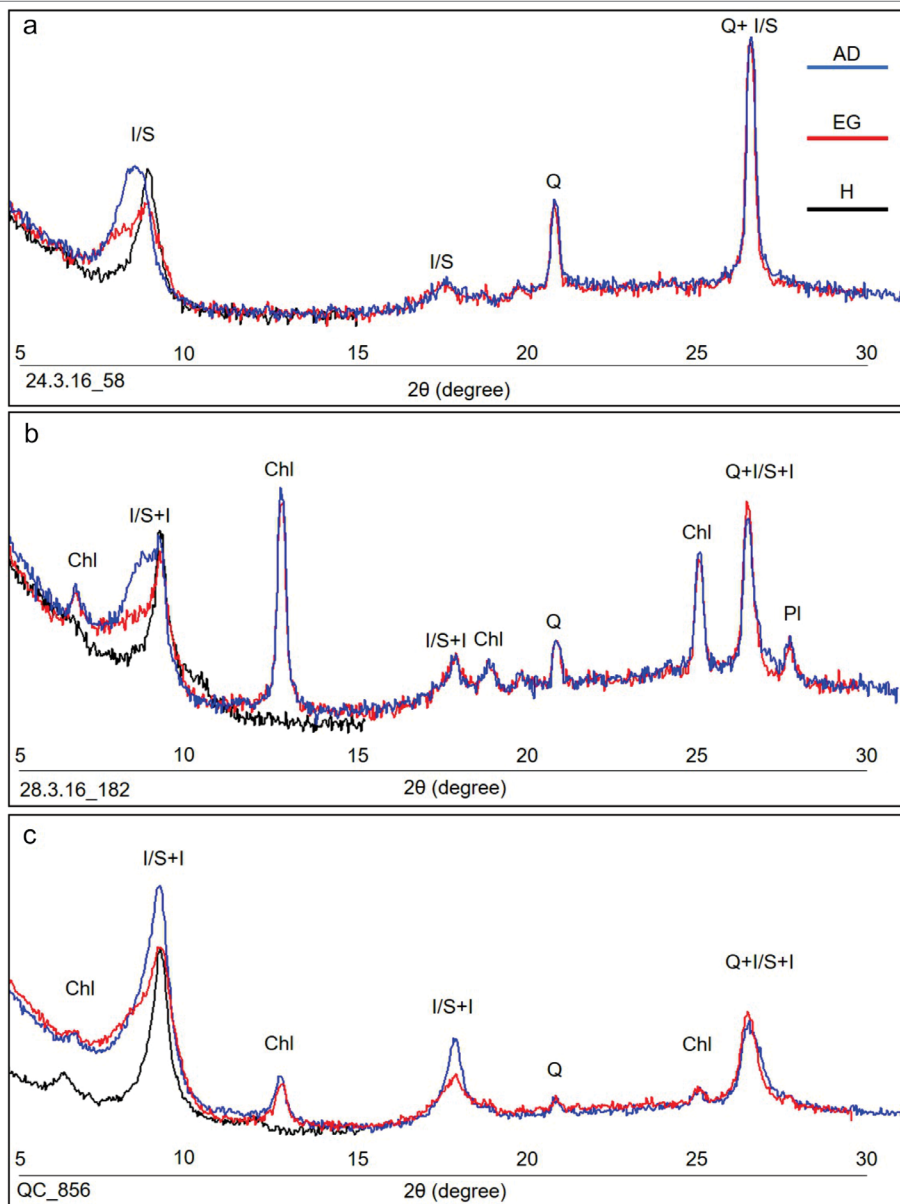 a
Q+ I/S
AD
EG
H
I/S
Q
I/S
5 10 15 20 25 30
24.3.16_58
2θ (degree)
b
Chl
Q+I/S+I
I/S+I
Chl
Chl
Pl
Q
I/S+I Chl
5 10 15 20 25 30
28.3.16_182
2θ (degree)
c
I/S+I
Q+I/S+I
Chl
I/S+I
Chl
Q
Chl
5 10 15 20 25 30
QC_856
2θ (degree)